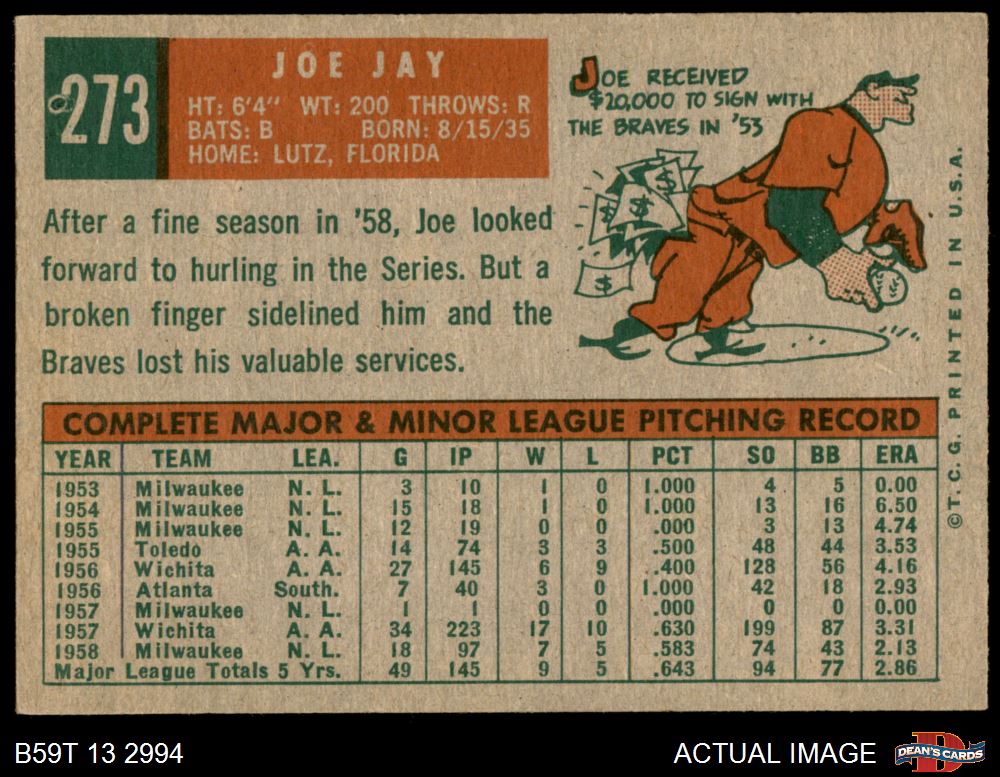 273
JOE JAY
HT: 6'4" WT: 200 THROWS: R
BATS: B BORN: 8/15/35
HOME: LUTZ, FLORIDA
JOE RECEIVED
$20,000 TO SIGN WITH
THE BRAVES IN '53
$ $ $ $
After a fine season in '58, Joe looked
forward to hurling in the Series. But a
broken finger sidelined him and the
Braves lost his valuable services.
COMPLETE MAJOR & MINOR LEAGUE PITCHING RECORD
YEAR TEAM LEA. G IP W L PCT SO BB ERA
1953 Milwaukee N. L. 3 10 1 0 1.000 4 5 0.00
1954 Milwaukee N. L. 15 18 1 0 1.000 13 16 6.50
1955 Milwaukee N. L. 12 19 0 0 .000 3 13 4.74
1955 Toledo A. A. 14 74 3 3 .500 48 44 3.53
1956 Wichita A. A. 27 145 6 9 .400 128 56 4.16
1956 Atlanta South. 7 40 3 0 1.000 42 18 2.93
1957 Milwaukee N. L. 1 1 0 0 .000 0 0 0.00
1957 Wichita A. A. 34 223 17 10 .630 199 87 3.31
1958 Milwaukee N. L. 18 97 7 5 .583 74 43 2.13
Major League Totals 5 Yrs. 49 145 9 5 .643 94 77 2.86
©T. C. G. PRINTED IN U.S.A.
B59T 13 2994
ACTUAL IMAGE
B
DEAN'S CARDS